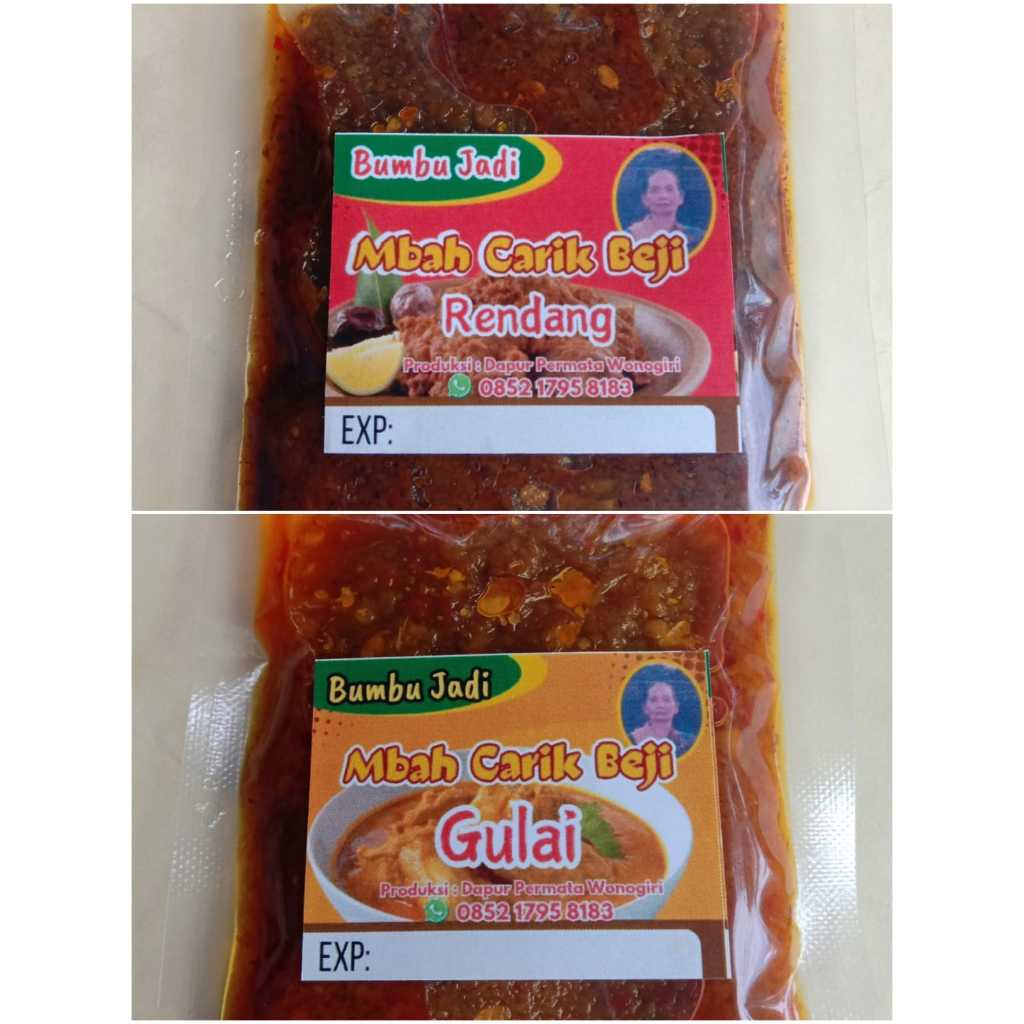 Bumbu Jadi
Mbah Carik Beji
Rendang
Produksi : Dapur Permata Wonogiri
0852 1795 8183
EXP:
Bumbu Jadi
Mbah Carik Beji
Gulai
Produksi : Dapur Permata Wonogiri
0852 1795 8183
EXP: